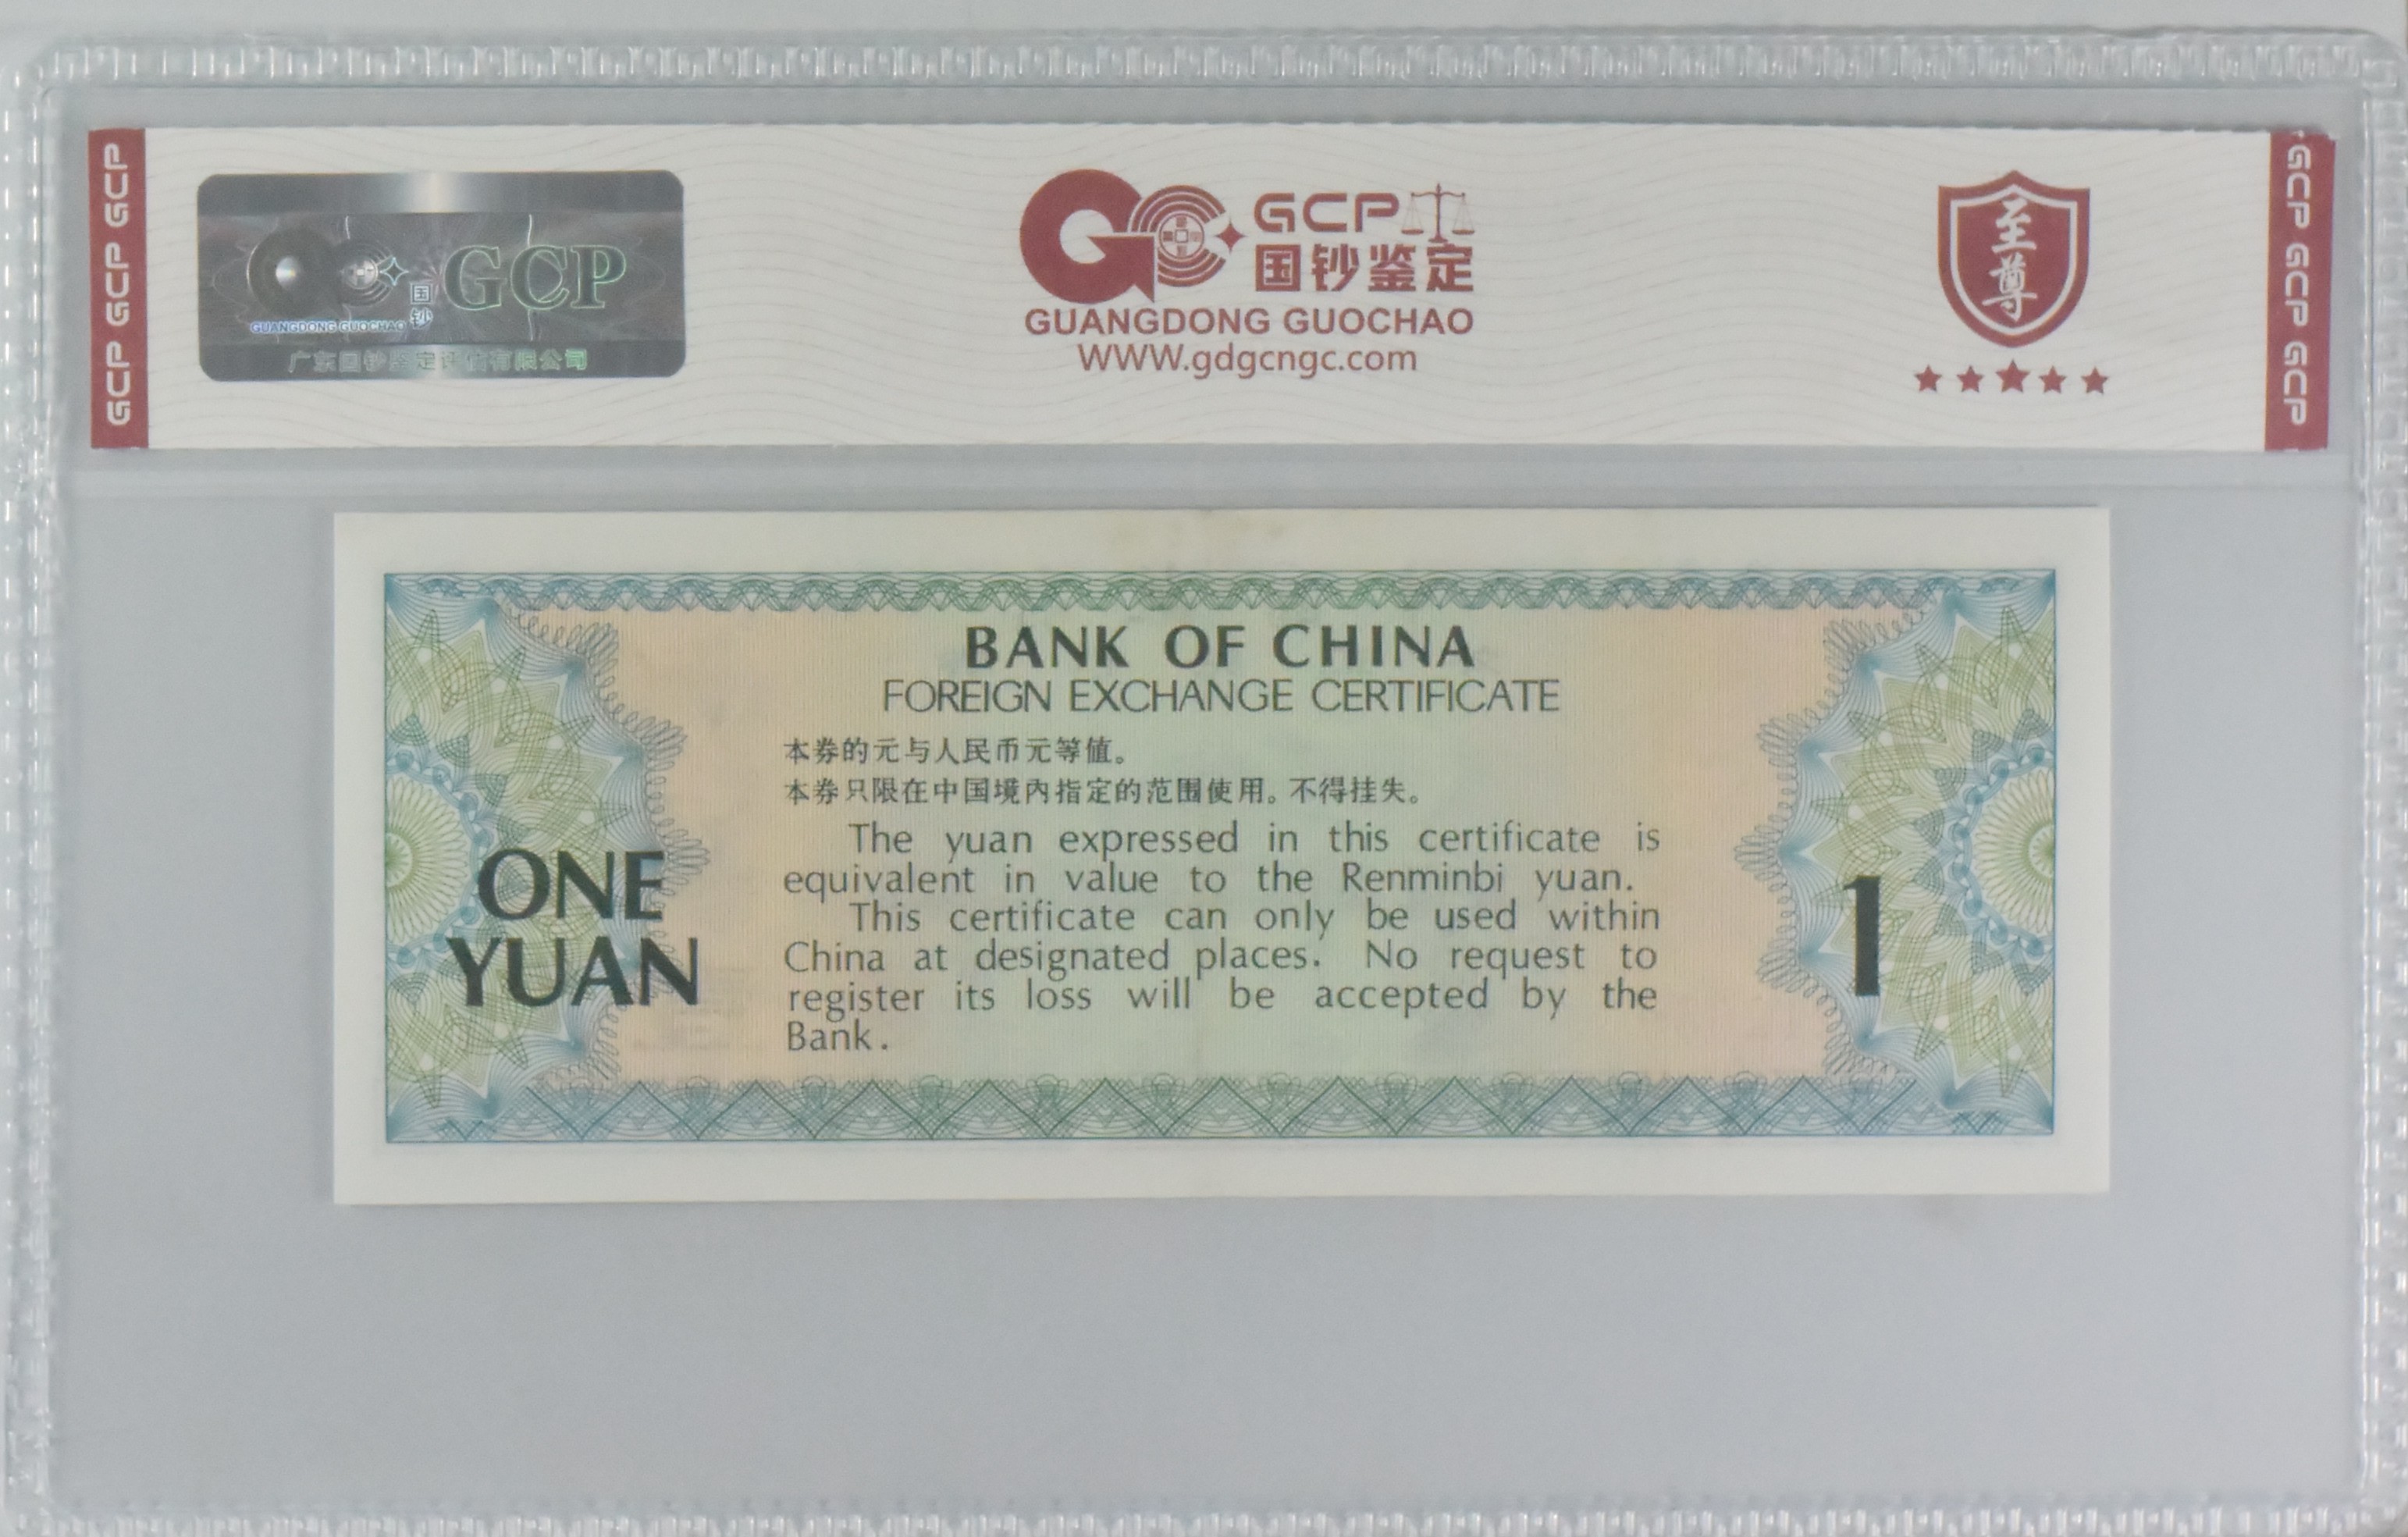 GCP GCP GCP
国钞
GCP
GUANGDONG GUOCHAO
广东国钞鉴定评估有限公司
GCP
国钞鉴定
GUANGDONG GUOCHAO
WWW.gdgcngc.com
至尊
GCP GCP GCP
BANK OF CHINA
FOREIGN EXCHANGE CERTIFICATE
本券的元与人民币元等值。
本券只限在中国境内指定的范围使用。不得挂失。
The yuan expressed in this certificate is
equivalent in value to the Renminbi yuan.
This certificate can only be used within
China at designated places. No request to
register its loss will be accepted by the
Bank.
ONE
YUAN
1